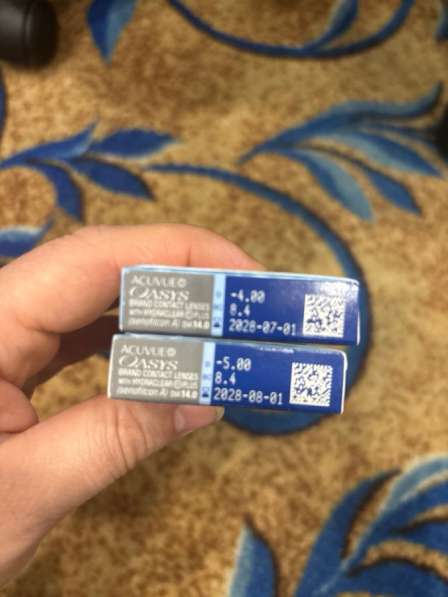 ACUVUE®
OASYS
BRAND CONTACT LENSES
WITH HYDRACLEAR® PLUS
(senofilcon A) DIA 14.0
-4.00
8.4
2028-07-01
ACUVUE®
OASYS
BRAND CONTACT LENSES
WITH HYDRACLEAR® PLUS
(senofilcon A) DIA 14.0
-5.00
8.4
2028-08-01